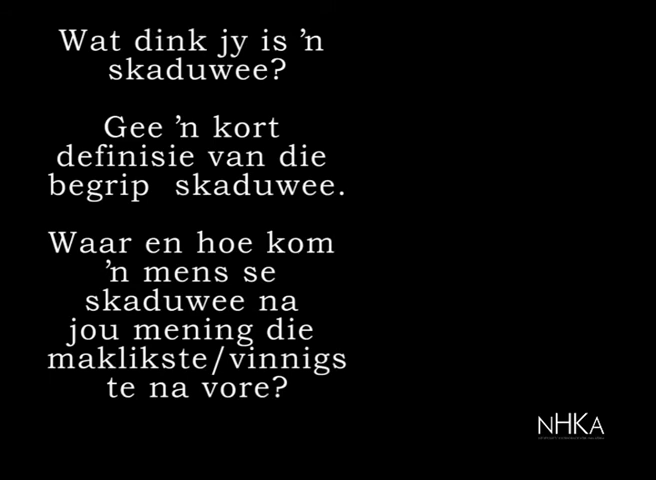 Wat dink jy is ’n
skaduwee?
Gee ’n kort
definisie van die
begrip skaduwee.
Waar en hoe kom
’n mens se
skaduwee na
jou mening die
maklikste/vinnigs
te na vore?
NHKA